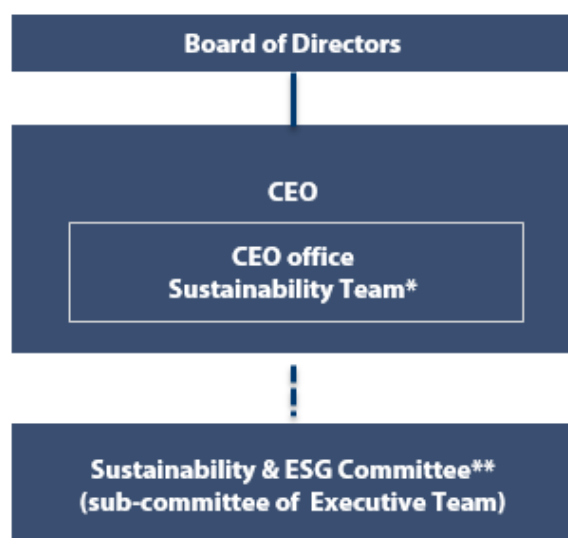 Board of Directors
CEO
CEO office
Sustainability Team*
Sustainability & ESG Committee**
(sub-committee of Executive Team)